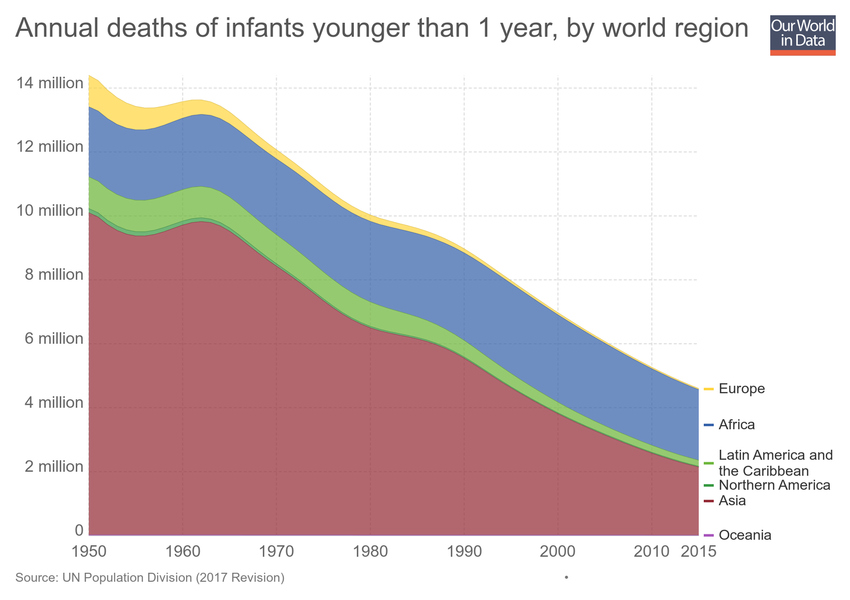 Annual deaths of infants younger than 1 year, by world region
Our World
in Data
14 million
12 million
10 million
8 million
6 million
4 million
2 million
0
1950 1960 1970 1980 1990 2000 2010 2015
Europe
Africa
Latin America and
the Caribbean
Northern America
Asia
Oceania
Source: UN Population Division (2017 Revision)